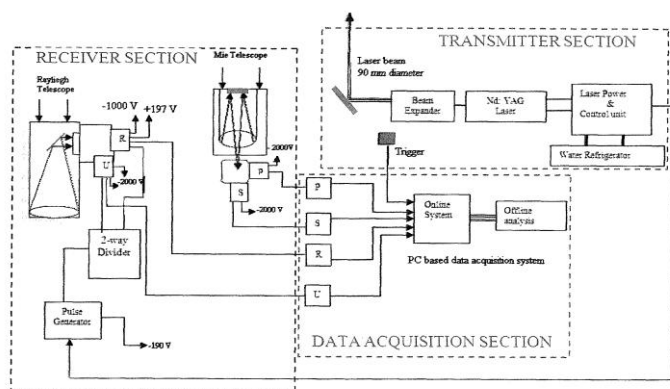 RECEIVER SECTION
Mie Telescope
Rayliegh
Telescope
-1000 V
+197 V
R
U
-2000 V
-2000V
P
S
-2000 V
2-way
Divider
Pulse
Generator
-190 V
TRANSMITTER SECTION
Laser beam
90 mm diameter
Beam
Expander
Nd: YAG
Laser
Laser Power
&
Control unit
Water Refrigerator
Trigger
P
S
R
U
Online
System
Offline
analysis
PC based data acquisition system
DATA ACQUISITION SECTION